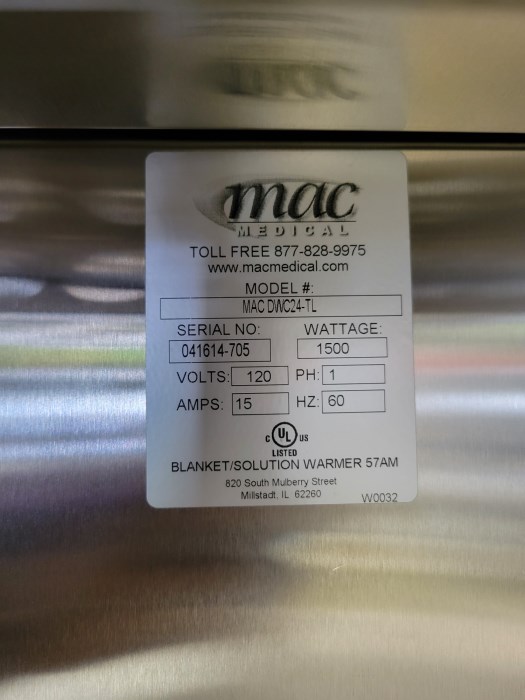 mac
MEDICAL
TOLL FREE 877-828-9975
www.macmedical.com
MODEL #:
MAC DWC24-TL
SERIAL NO: WATTAGE:
041614-705 1500
VOLTS: 120 PH: 1
AMPS: 15 HZ: 60
C UL US
LISTED
BLANKET/SOLUTION WARMER 57AM
820 South Mulberry Street
Millstadt, IL 62260
W0032